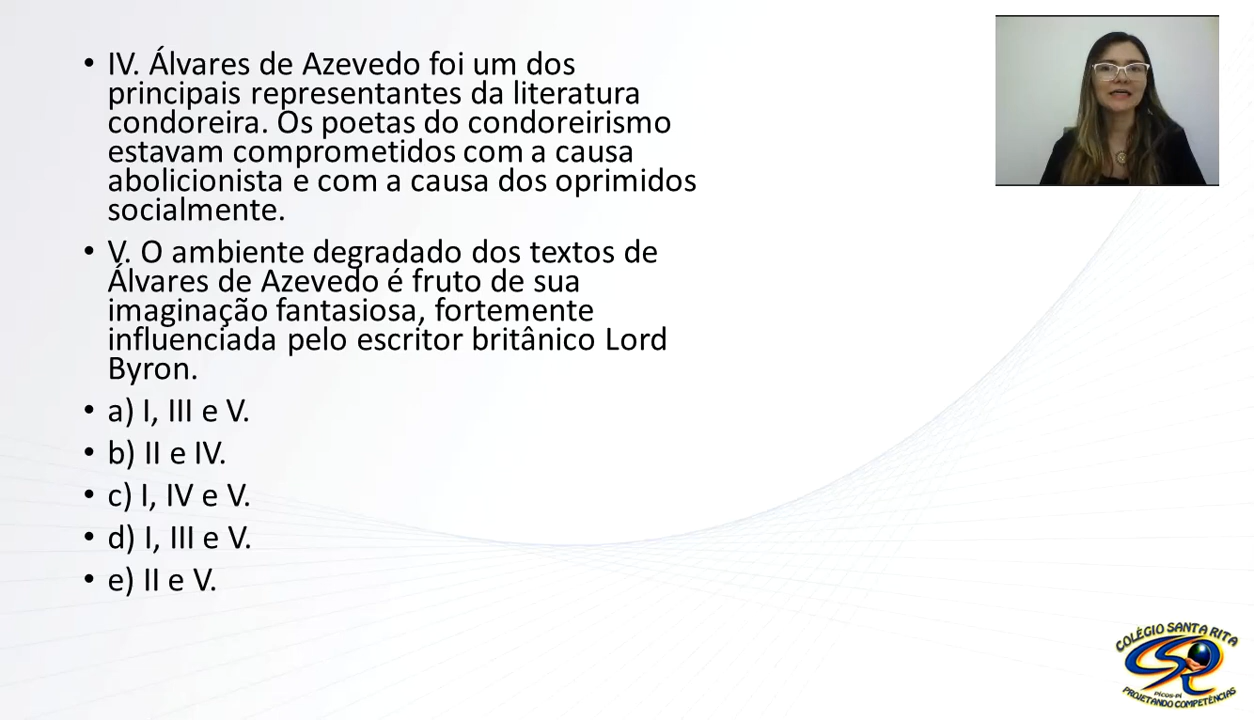 • IV. Álvares de Azevedo foi um dos
principais representantes da literatura
condoreira. Os poetas do condoreirismo
estavam comprometidos com a causa
abolicionista e com a causa dos oprimidos
socialmente.
• V. O ambiente degradado dos textos de
Álvares de Azevedo é fruto de sua
imaginação fantasiosa, fortemente
influenciada pelo escritor britânico Lord
Byron.
• a) I, III e V.
• b) II e IV.
• c) I, IV e V.
• d) I, III e V.
• e) II e V.
COLÉGIO SANTA RITA
CSR
PICOS-PI
PROJETANDO COMPETÊNCIAS